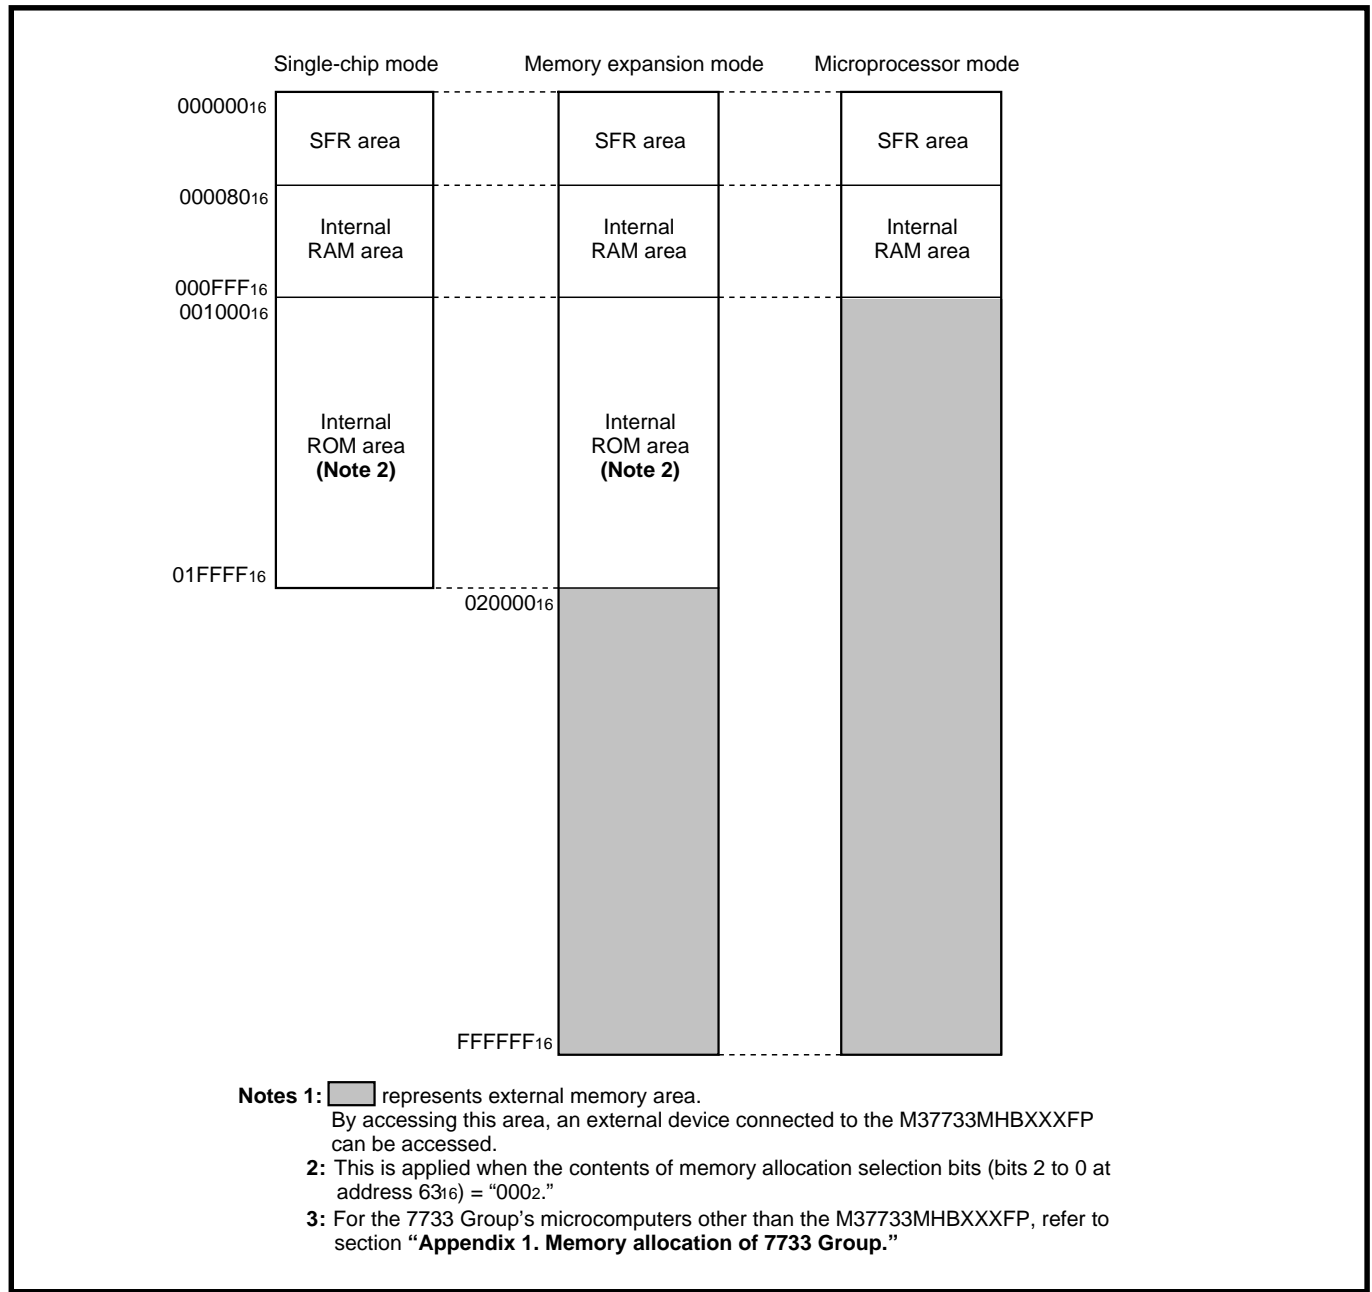 Single-chip mode Memory expansion mode Microprocessor mode
000000₁₆
SFR area SFR area SFR area
000080₁₆
Internal
RAM area
Internal
RAM area
Internal
RAM area
000FFF₁₆
001000₁₆
Internal
ROM area
(Note 2)
Internal
ROM area
(Note 2)
01FFFF₁₆
020000₁₆
FFFFFF₁₆
Notes 1: represents external memory area.
By accessing this area, an external device connected to the M37733MHBXXXFP
can be accessed.
2: This is applied when the contents of memory allocation selection bits (bits 2 to 0 at
address 63₁₆) = “000₂.”
3: For the 7733 Group’s microcomputers other than the M37733MHBXXXFP, refer to
section “Appendix 1. Memory allocation of 7733 Group.”